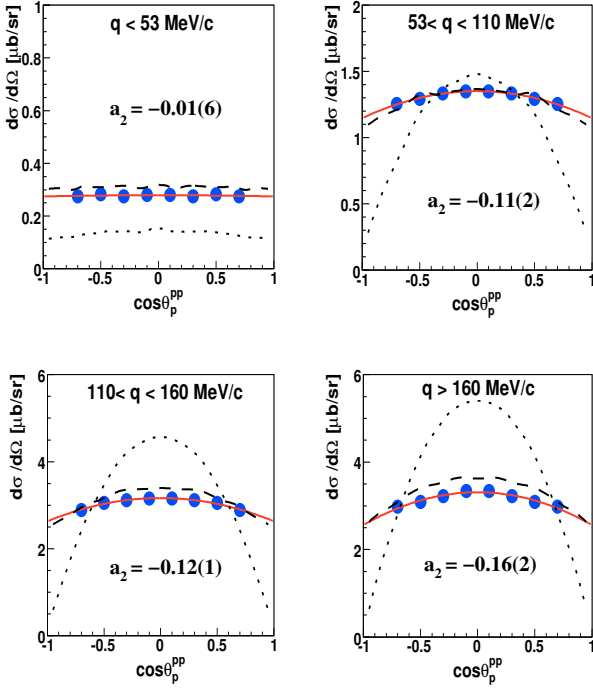 q < 53 MeV/c
dσ/dΩ [μb/sr]
1
0.8
0.6
0.4
0.2
0
a₂ = −0.01(6)
-1 -0.5 0 0.5 1
cosθₚᵖᵖ
53< q < 110 MeV/c
dσ/dΩ [μb/sr]
2
1.5
1
0.5
0
a₂ = −0.11(2)
-1 -0.5 0 0.5 1
cosθₚᵖᵖ
110< q < 160 MeV/c
dσ/dΩ [μb/sr]
6
4
2
0
a₂ = −0.12(1)
-1 -0.5 0 0.5 1
cosθₚᵖᵖ
q > 160 MeV/c
dσ/dΩ [μb/sr]
6
4
2
0
a₂ = −0.16(2)
-1 -0.5 0 0.5 1
cosθₚᵖᵖ